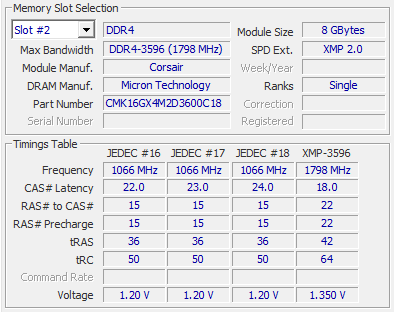 Memory Slot Selection
Slot #2 DDR4 Module Size 8 GBytes
Max Bandwidth DDR4-3596 (1798 MHz) SPD Ext. XMP 2.0
Module Manuf. Corsair Week/Year
DRAM Manuf. Micron Technology Ranks Single
Part Number CMK16GX4M2D3600C18 Correction
Serial Number Registered
Timings Table
JEDEC #16 JEDEC #17 JEDEC #18 XMP-3596
Frequency 1066 MHz 1066 MHz 1066 MHz 1798 MHz
CAS# Latency 22.0 23.0 24.0 18.0
RAS# to CAS# 15 15 15 22
RAS# Precharge 15 15 15 22
tRAS 36 36 36 42
tRC 50 50 50 64
Command Rate
Voltage 1.20 V 1.20 V 1.20 V 1.350 V